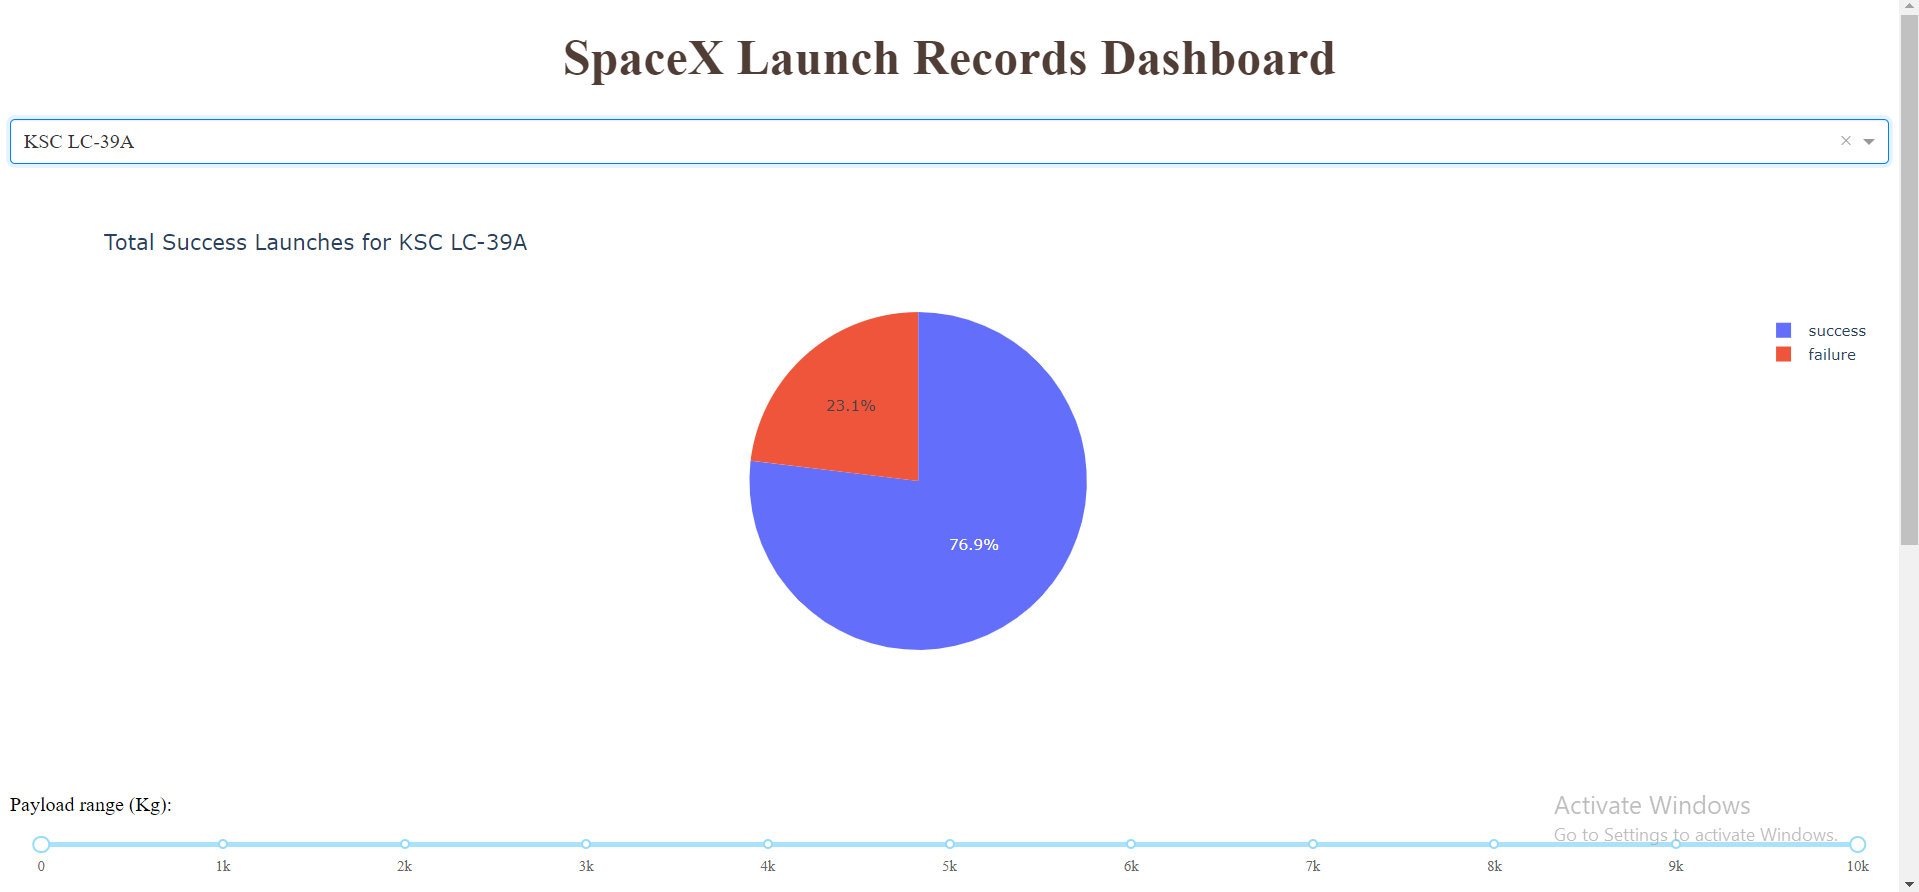 SpaceX Launch Records Dashboard
KSC LC-39A
Total Success Launches for KSC LC-39A
success
failure
23.1%
76.9%
Payload range (Kg):
Activate Windows
Go to Settings to activate Windows.
0 1k 2k 3k 4k 5k 6k 7k 8k 9k 10k